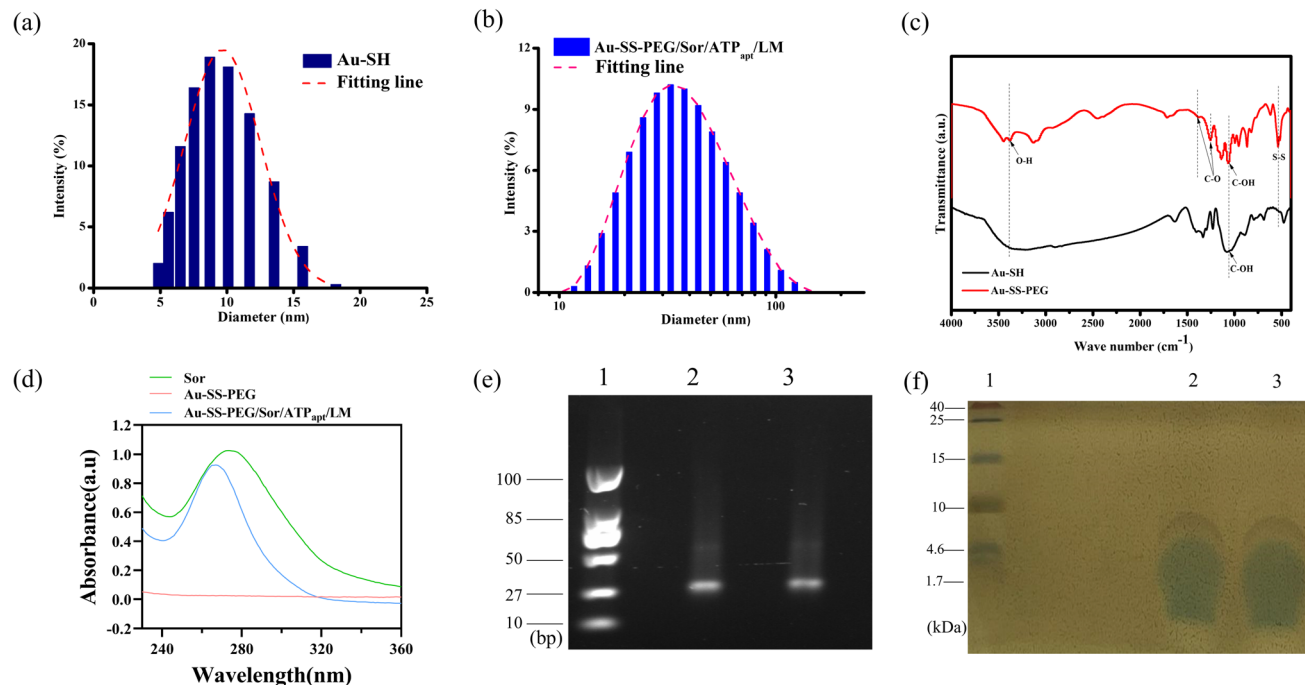 (a)
20
15
10
5
0
Intensity (%)
Au-SH
Fitting line
0 5 10 15 20 25
Diameter (nm)
(b)
12
9
6
3
0
Intensity (%)
Au-SS-PEG/Sor/ATPapt/LM
Fitting line
10 100
Diameter (nm)
(c)
Transmittance (a.u.)
O-H
C-O
C-OH
S-S
C-OH
Au-SH
Au-SS-PEG
4000 3500 3000 2500 2000 1500 1000 500
Wave number (cm-1)
(d)
Sor
Au-SS-PEG
Au-SS-PEG/Sor/ATPapt/LM
1.2
1.0
0.8
0.6
0.4
0.2
0.0
-0.2
Absorbance(a.u)
240 280 320 360
Wavelength(nm)
(e)
1 2 3
100
85
50
27
10
(bp)
(f)
1 2 3
40
25
15
10
4.6
1.7
(kDa)